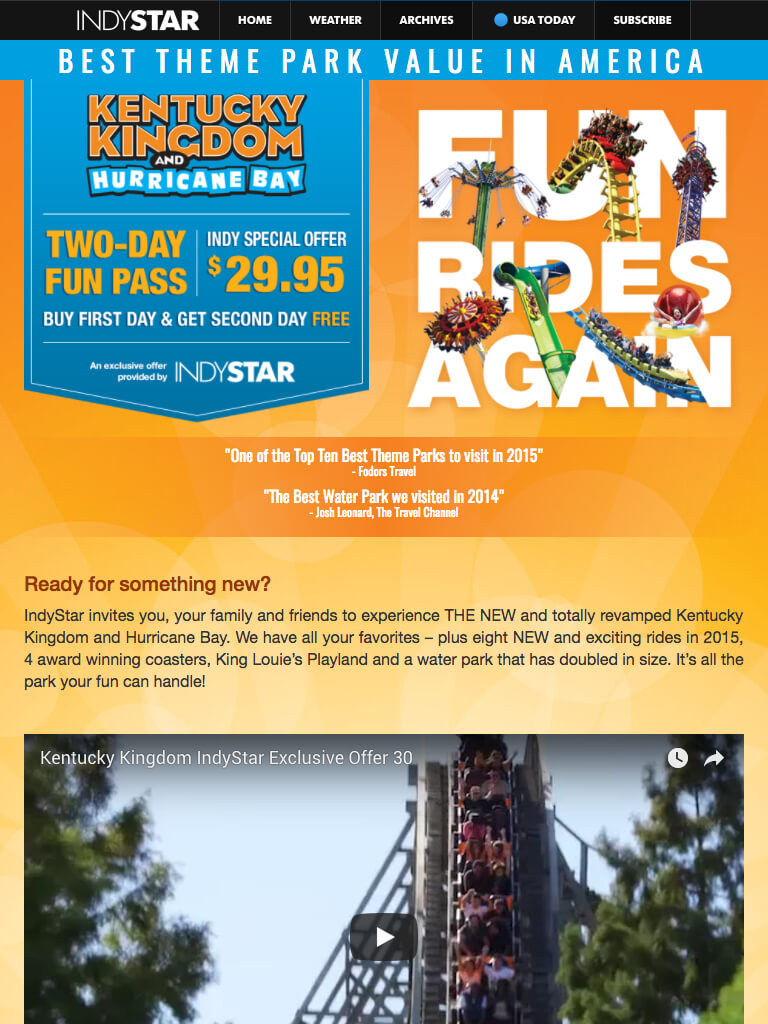 INDYSTAR HOME WEATHER ARCHIVES USA TODAY SUBSCRIBE
BEST THEME PARK VALUE IN AMERICA
KENTUCKY
KINGDOM
AND
HURRICANE BAY
TWO-DAY
FUN PASS
INDY SPECIAL OFFER
$29.95
BUY FIRST DAY & GET SECOND DAY FREE
An exclusive offer
provided by INDYSTAR
FUN
RIDES
AGAIN
"One of the Top Ten Best Theme Parks to visit in 2015"
- Fodors Travel
"The Best Water Park we visited in 2014"
- Josh Leonard, The Travel Channel
Ready for something new?
IndyStar invites you, your family and friends to experience THE NEW and totally revamped Kentucky
Kingdom and Hurricane Bay. We have all your favorites – plus eight NEW and exciting rides in 2015,
4 award winning coasters, King Louie’s Playland and a water park that has doubled in size. It’s all the
park your fun can handle!
Kentucky Kingdom IndyStar Exclusive Offer 30